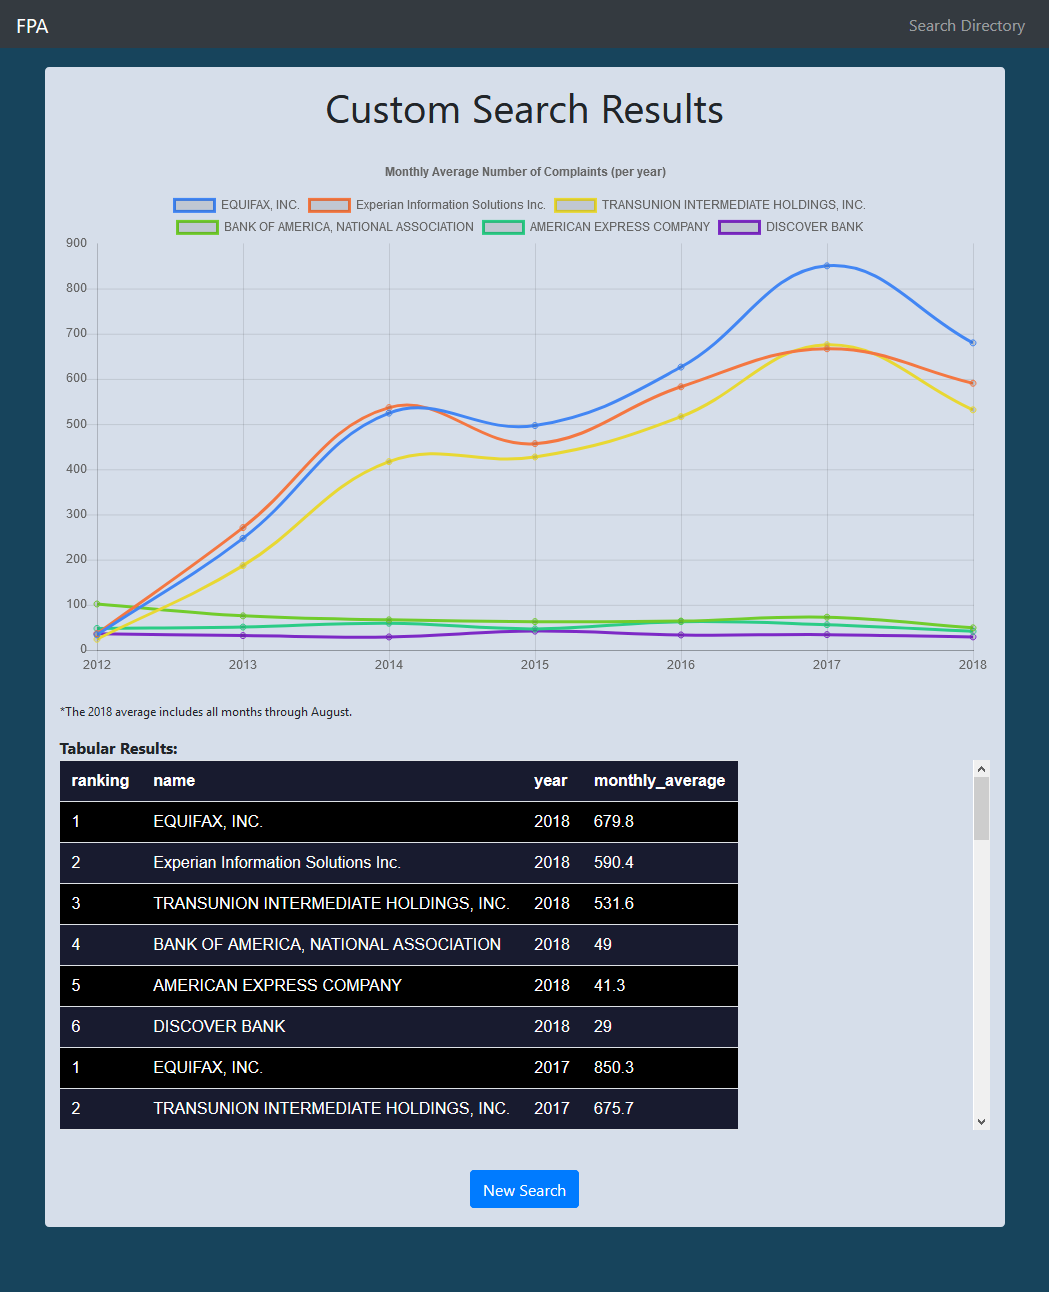 FPA Search Directory
Custom Search Results
Monthly Average Number of Complaints (per year)
EQUIFAX, INC. Experian Information Solutions Inc. TRANSUNION INTERMEDIATE HOLDINGS, INC.
BANK OF AMERICA, NATIONAL ASSOCIATION AMERICAN EXPRESS COMPANY DISCOVER BANK
900
800
700
600
500
400
300
200
100
0
2012 2013 2014 2015 2016 2017 2018
*The 2018 average includes all months through August.
Tabular Results:
ranking name year monthly_average
1 EQUIFAX, INC. 2018 679.8
2 Experian Information Solutions Inc. 2018 590.4
3 TRANSUNION INTERMEDIATE HOLDINGS, INC. 2018 531.6
4 BANK OF AMERICA, NATIONAL ASSOCIATION 2018 49
5 AMERICAN EXPRESS COMPANY 2018 41.3
6 DISCOVER BANK 2018 29
1 EQUIFAX, INC. 2017 850.3
2 TRANSUNION INTERMEDIATE HOLDINGS, INC. 2017 675.7
New Search